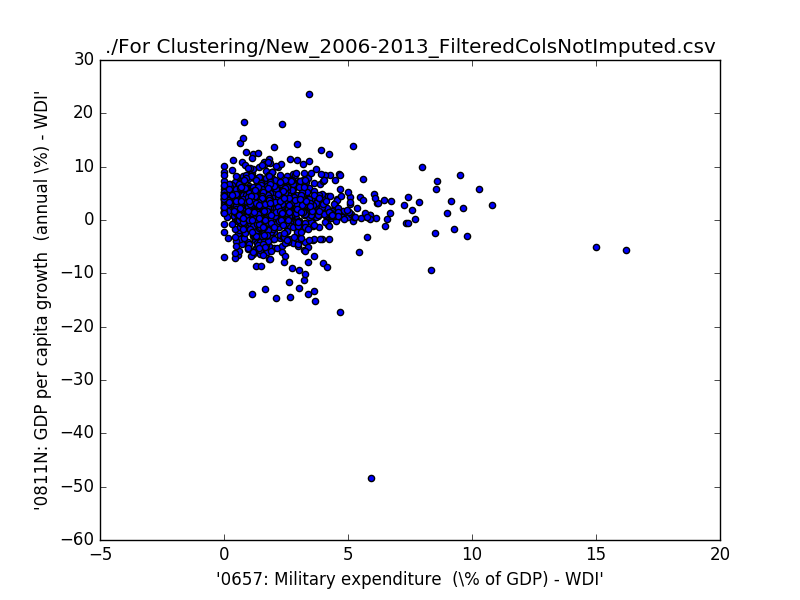 ./For Clustering/New_2006-2013_FilteredColsNotImputed.csv
30
20
10
0
−10
−20
−30
−40
−50
−60
'0811N: GDP per capita growth  (annual \%) - WDI'
−5 0 5 10 15 20
'0657: Military expenditure  (\% of GDP) - WDI'